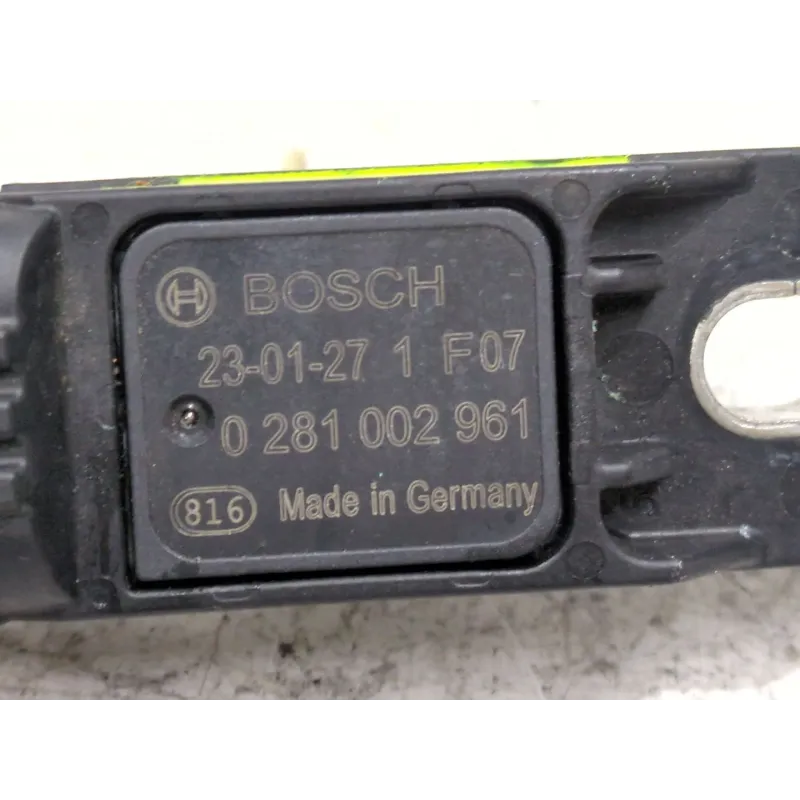 BOSCH
23-01-27 1 F07
0 281 002 961
816 Made in Germany